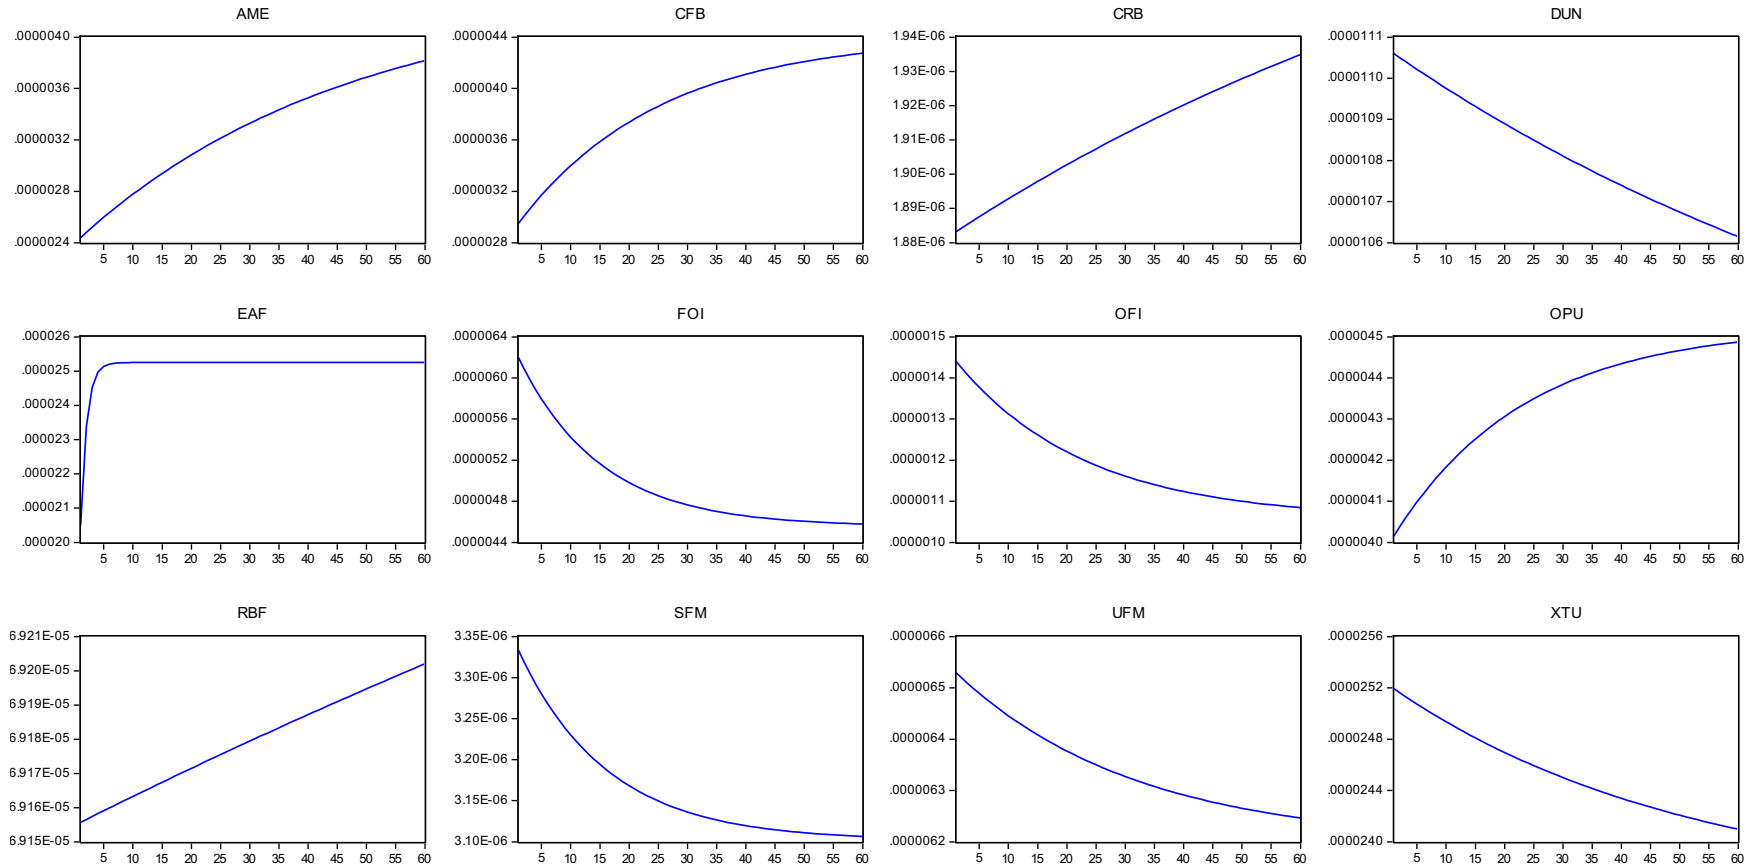 AME
.0000040
.0000036
.0000032
.0000028
.0000024
5 10 15 20 25 30 35 40 45 50 55 60
CFB
.0000044
.0000040
.0000036
.0000032
.0000028
5 10 15 20 25 30 35 40 45 50 55 60
CRB
1.94E-06
1.93E-06
1.92E-06
1.91E-06
1.90E-06
1.89E-06
1.88E-06
5 10 15 20 25 30 35 40 45 50 55 60
DUN
.0000111
.0000110
.0000109
.0000108
.0000107
.0000106
5 10 15 20 25 30 35 40 45 50 55 60
EAF
.000026
.000025
.000024
.000023
.000022
.000021
.000020
5 10 15 20 25 30 35 40 45 50 55 60
FOI
.0000064
.0000060
.0000056
.0000052
.0000048
.0000044
5 10 15 20 25 30 35 40 45 50 55 60
OFI
.0000015
.0000014
.0000013
.0000012
.0000011
.0000010
5 10 15 20 25 30 35 40 45 50 55 60
OPU
.0000045
.0000044
.0000043
.0000042
.0000041
.0000040
5 10 15 20 25 30 35 40 45 50 55 60
RBF
6.921E-05
6.920E-05
6.919E-05
6.918E-05
6.917E-05
6.916E-05
6.915E-05
5 10 15 20 25 30 35 40 45 50 55 60
SFM
3.35E-06
3.30E-06
3.25E-06
3.20E-06
3.15E-06
3.10E-06
5 10 15 20 25 30 35 40 45 50 55 60
UFM
.0000066
.0000065
.0000064
.0000063
.0000062
5 10 15 20 25 30 35 40 45 50 55 60
XTU
.0000256
.0000252
.0000248
.0000244
.0000240
5 10 15 20 25 30 35 40 45 50 55 60